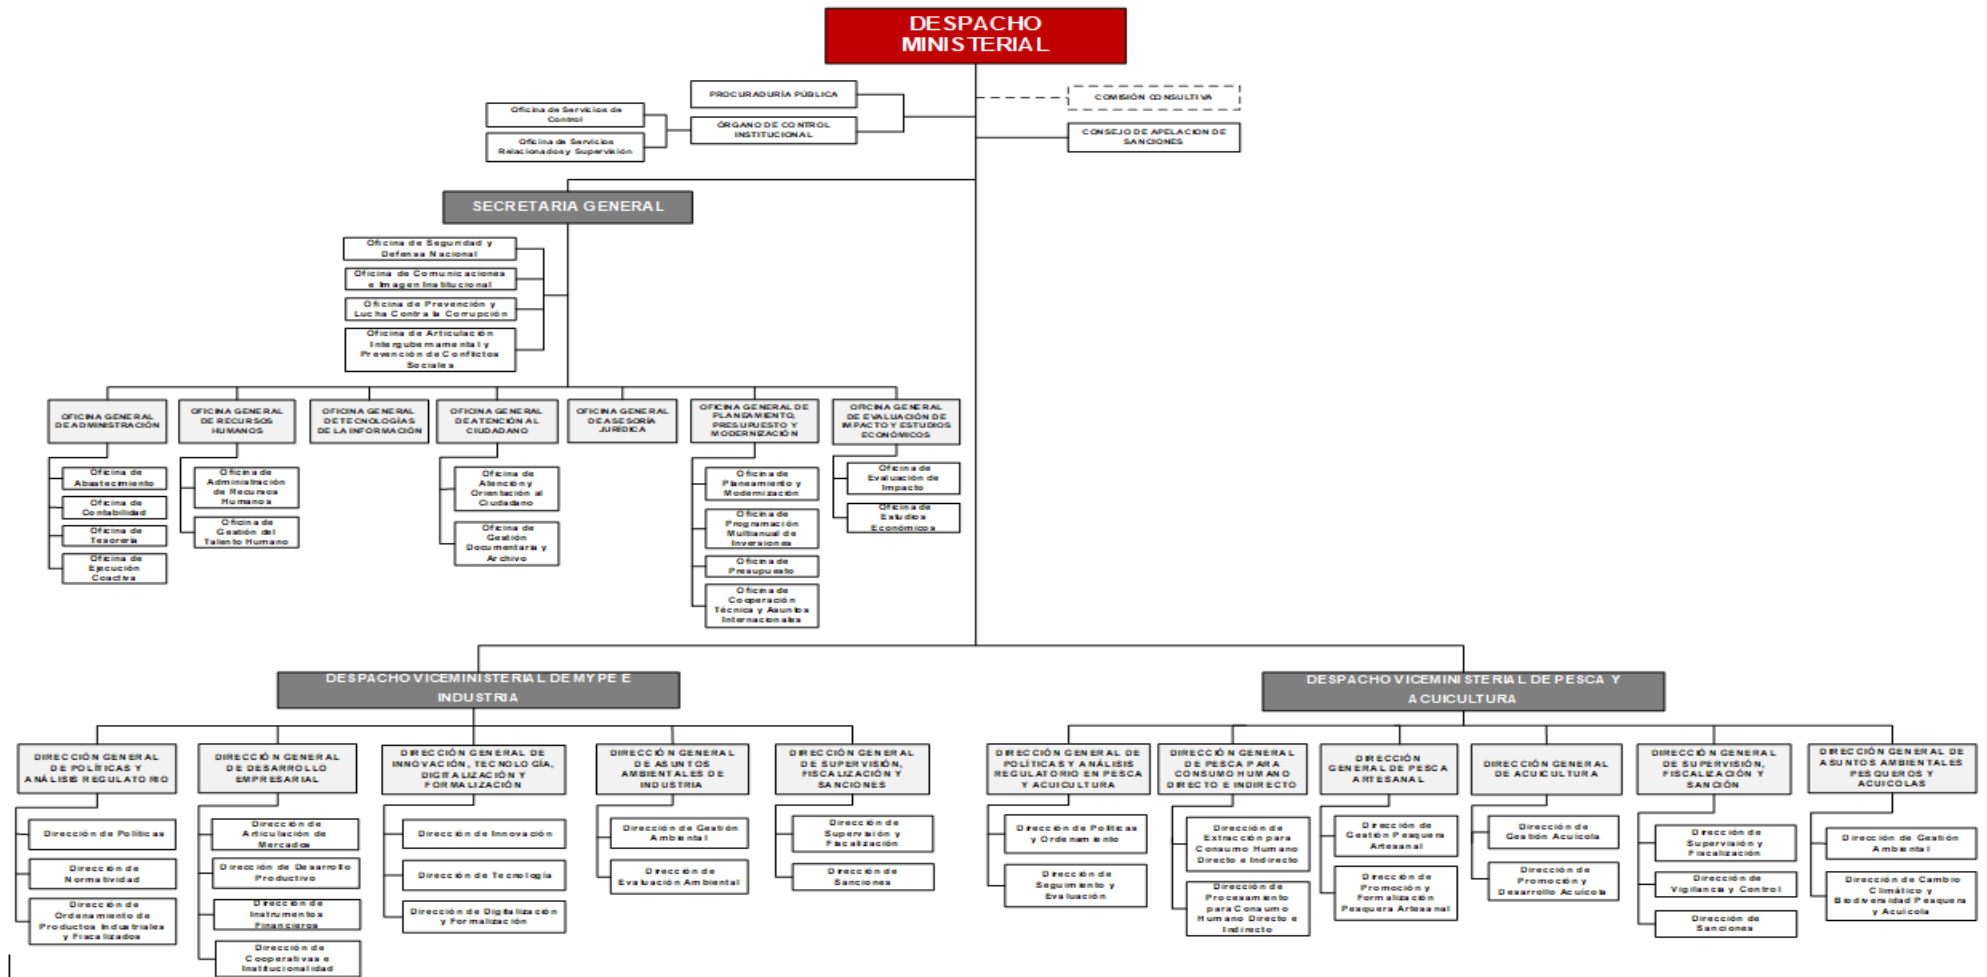 DESPACHO
MINISTERIAL
PROCURADURÍA PÚBLICA
COMISIÓN CONSULTIVA
Oficina de Servicios de
Control
ÓRGANO DE CONTROL
INSTITUCIONAL
CONSEJO DE APELACION DE
SANCIONES
Oficina de Servicios
Relacionados y Supervisión
SECRETARIA GENERAL
Oficina de Seguridad y
Defensa Nacional
Oficina de Comunicaciones
e Imagen Institucional
Oficina de Prevención y
Lucha Contra la Corrupción
Oficina de Articulación
Intergubernamental y
Prevención de Conflictos
Sociales
OFICINA GENERAL
DE ADMINISTRACIÓN
Oficina de
Abastecimiento
Oficina de
Contabilidad
Oficina de
Tesorería
Oficina de
Ejecución
Coactiva
OFICINA GENERAL
DE RECURSOS
HUMANOS
Oficina de
Administración
de Recursos
Humanos
Oficina de
Gestión del
Talento Humano
OFICINA GENERAL
DE TECNOLOGÍAS
DE LA INFORMACIÓN
OFICINA GENERAL
DE ATENCIÓN AL
CIUDADANO
Oficina de
Atención y
Orientación al
Ciudadano
Oficina de
Gestión
Documentaria y
Archivo
OFICINA GENERAL
DE ASESORÍA
JURÍDICA
OFICINA GENERAL DE
PLANEAMIENTO,
PRESUPUESTO Y
MODERNIZACIÓN
Oficina de
Planeamiento y
Modernización
Oficina de
Programación
Multianual de
Inversiones
Oficina de
Presupuesto
Oficina de
Cooperación
Técnica y Asuntos
Internacionales
OFICINA GENERAL
DE EVALUACIÓN DE
IMPACTO Y ESTUDIOS
ECONÓMICOS
Oficina de
Evaluación de
Impacto
Oficina de
Estudios
Económicos
DESPACHO VICEMINISTERIAL DE MYPE E
INDUSTRIA
DIRECCIÓN GENERAL
DE POLÍTICAS Y
ANÁLISIS REGULATORIO
Dirección de Políticas
Dirección de
Normatividad
Dirección de
Ordenamiento de
Productos Industriales
y Fiscalizados
DIRECCIÓN GENERAL
DE DESARROLLO
EMPRESARIAL
Dirección de
Articulación de
Mercados
Dirección de Desarrollo
Productivo
Dirección de
Instrumentos
Financieros
Dirección de
Cooperativas e
Institucionalidad
DIRECCIÓN GENERAL DE
INNOVACIÓN, TECNOLOGÍA,
DIGITALIZACIÓN Y
FORMALIZACIÓN
Dirección de Innovación
Dirección de Tecnología
Dirección de Digitalización
y Formalización
DIRECCIÓN GENERAL
DE ASUNTOS
AMBIENTALES DE
INDUSTRIA
Dirección de Gestión
Ambiental
Dirección de
Evaluación Ambiental
DIRECCIÓN GENERAL
DE SUPERVISIÓN,
FISCALIZACIÓN Y
SANCIONES
Dirección de
Supervisión y
Fiscalización
Dirección de
Sanciones
DESPACHO VICEMINISTERIAL DE PESCA Y
ACUICULTURA
DIRECCIÓN GENERAL DE
POLÍTICAS Y ANÁLISIS
REGULATORIO EN PESCA
Y ACUICULTURA
Dirección de Políticas
y Ordenamiento
Dirección de
Seguimiento y
Evaluación
DIRECCIÓN GENERAL
DE PESCA PARA
CONSUMO HUMANO
DIRECTO E INDIRECTO
Dirección de
Extracción para
Consumo Humano
Directo e Indirecto
Dirección de
Procesamiento
para Consumo
Humano Directo e
Indirecto
DIRECCIÓN
GENERAL DE PESCA
ARTESANAL
Dirección de
Gestión Pesquera
Artesanal
Dirección de
Promoción y
Formalización
Pesquera Artesanal
DIRECCIÓN GENERAL
DE ACUICULTURA
Dirección de
Gestión Acuícola
Dirección de
Promoción y
Desarrollo Acuícola
DIRECCIÓN GENERAL
DE SUPERVISIÓN,
FISCALIZACIÓN Y
SANCIÓN
Dirección de
Supervisión y
Fiscalización
Dirección de
Vigilancia y Control
Dirección de
Sanciones
DIRECCIÓN GENERAL DE
ASUNTOS AMBIENTALES
PESQUEROS Y
ACUICOLAS
Dirección de Gestión
Ambiental
Dirección de Cambio
Climático y
Biodiversidad Pesquera
y Acuícola